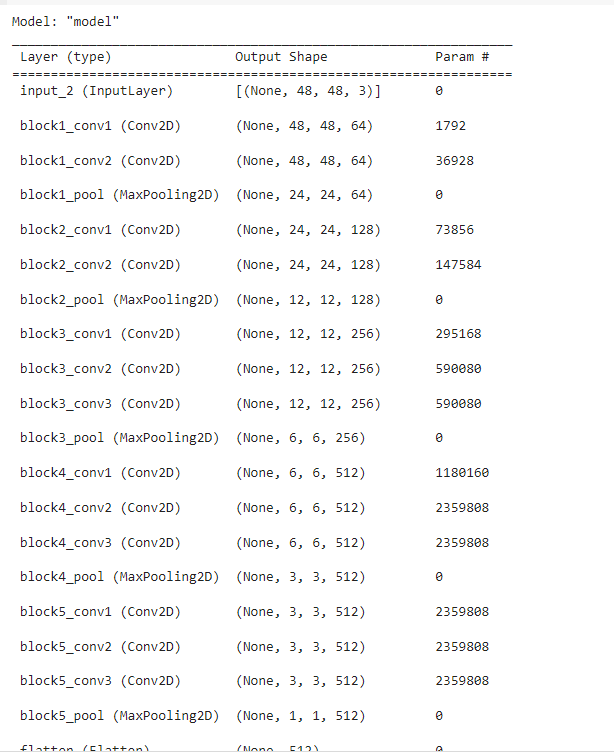 Model: "model"
Layer (type) Output Shape Param #
input_2 (InputLayer) [(None, 48, 48, 3)] 0
block1_conv1 (Conv2D) (None, 48, 48, 64) 1792
block1_conv2 (Conv2D) (None, 48, 48, 64) 36928
block1_pool (MaxPooling2D) (None, 24, 24, 64) 0
block2_conv1 (Conv2D) (None, 24, 24, 128) 73856
block2_conv2 (Conv2D) (None, 24, 24, 128) 147584
block2_pool (MaxPooling2D) (None, 12, 12, 128) 0
block3_conv1 (Conv2D) (None, 12, 12, 256) 295168
block3_conv2 (Conv2D) (None, 12, 12, 256) 590080
block3_conv3 (Conv2D) (None, 12, 12, 256) 590080
block3_pool (MaxPooling2D) (None, 6, 6, 256) 0
block4_conv1 (Conv2D) (None, 6, 6, 512) 1180160
block4_conv2 (Conv2D) (None, 6, 6, 512) 2359808
block4_conv3 (Conv2D) (None, 6, 6, 512) 2359808
block4_pool (MaxPooling2D) (None, 3, 3, 512) 0
block5_conv1 (Conv2D) (None, 3, 3, 512) 2359808
block5_conv2 (Conv2D) (None, 3, 3, 512) 2359808
block5_conv3 (Conv2D) (None, 3, 3, 512) 2359808
block5_pool (MaxPooling2D) (None, 1, 1, 512) 0
flatten (Flatten) (None, 512) 0